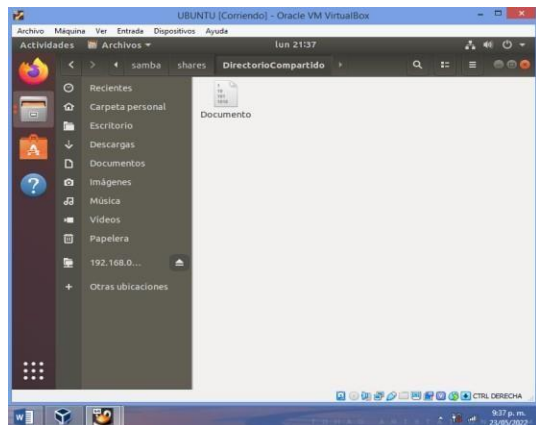 UBUNTU [Corriendo] - Oracle VM VirtualBox
Archivo Máquina Ver Entrada Dispositivos Ayuda
Actividades Archivos lun 21:37
samba shares DirectorioCompartido
Recientes
Carpeta personal
Escritorio
Descargas
Documentos
Imágenes
Música
Vídeos
Papelera
192.168.0...
Otras ubicaciones
Documento
CTRL DERECHA
9:37 p. m.
23/05/2022